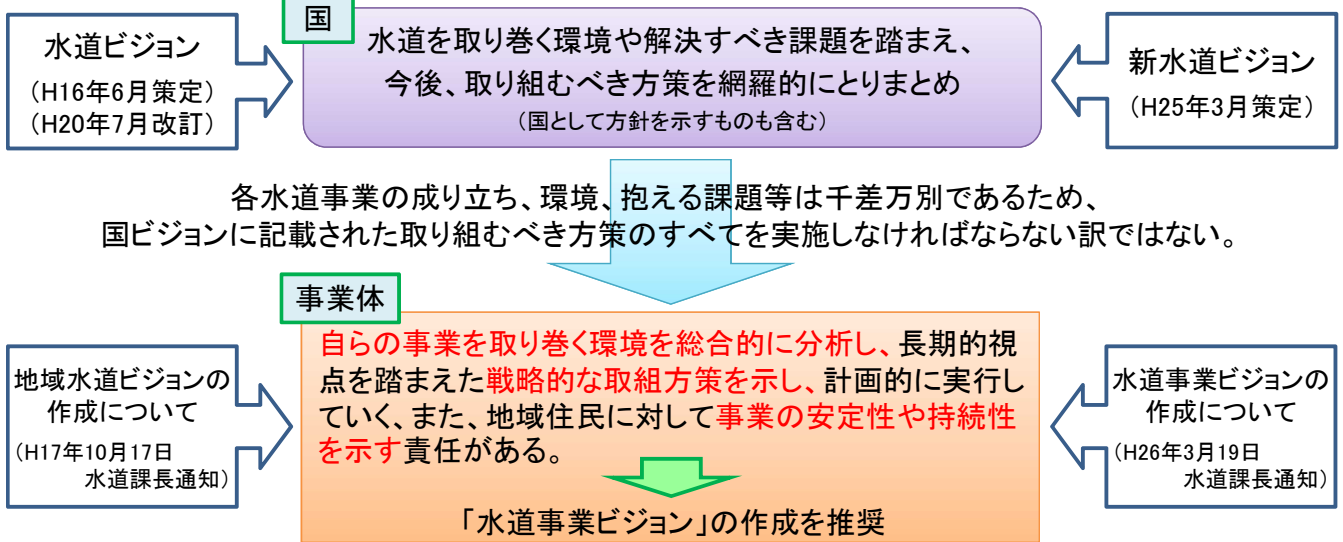 国
水道ビジョン
（H16年6月策定）
（H20年7月改訂）
水道を取り巻く環境や解決すべき課題を踏まえ、
今後、取り組むべき方策を網羅的にとりまとめ
（国として方針を示すものも含む）
新水道ビジョン
（H25年3月策定）
各水道事業の成り立ち、環境、抱える課題等は千差万別であるため、
国ビジョンに記載された取り組むべき方策のすべてを実施しなければならない訳ではない。
事業体
地域水道ビジョンの
作成について
（H17年10月17日
水道課長通知）
自らの事業を取り巻く環境を総合的に分析し、長期的視
点を踏まえた戦略的な取組方策を示し、計画的に実行し
ていく、また、地域住民に対して事業の安定性や持続性
を示す責任がある。
「水道事業ビジョン」の作成を推奨
水道事業ビジョンの
作成について
（H26年3月19日
水道課長通知）